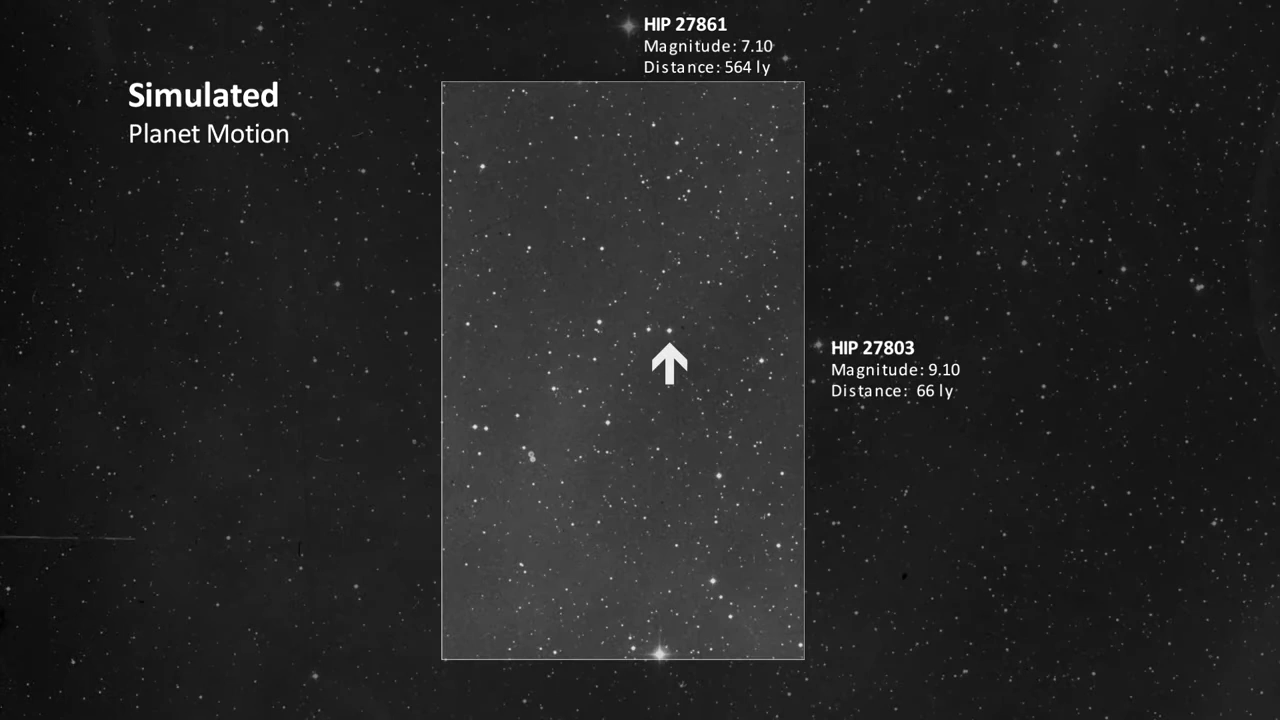 HIP 27861
Magnitude: 7.10
Distance: 564 ly
Simulated
Planet Motion
HIP 27803
Magnitude: 9.10
Distance: 66 ly